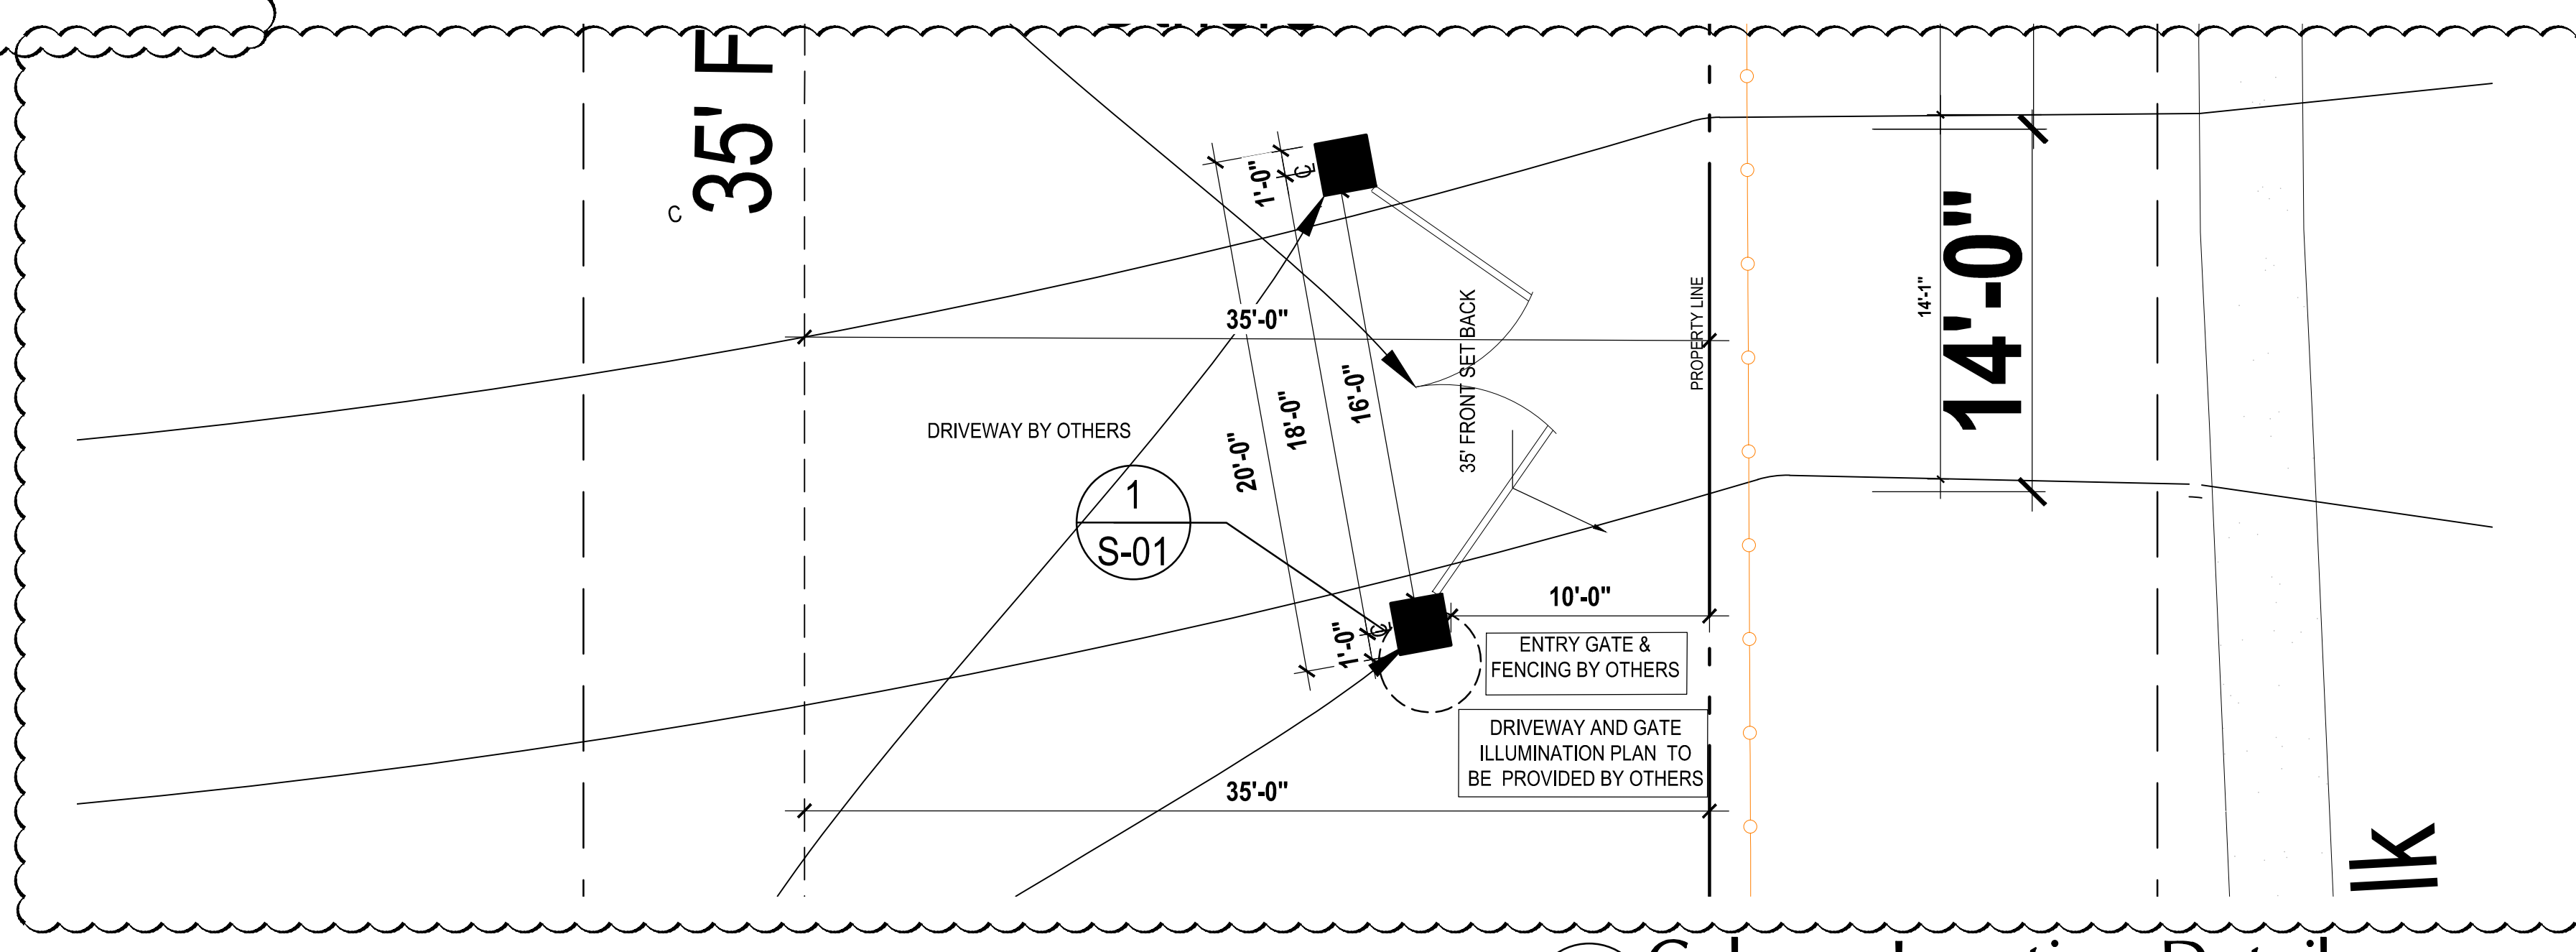 35' F
C
1'-0"
35'-0"
20'-0"
18'-0"
16'-0"
35' FRONT SET BACK
PROPERTY LINE
14'-1"
14'-0"
DRIVEWAY BY OTHERS
1
S-01
1'-0"
10'-0"
ENTRY GATE &
FENCING BY OTHERS
DRIVEWAY AND GATE
ILLUMINATION PLAN TO
BE PROVIDED BY OTHERS
35'-0"
lk